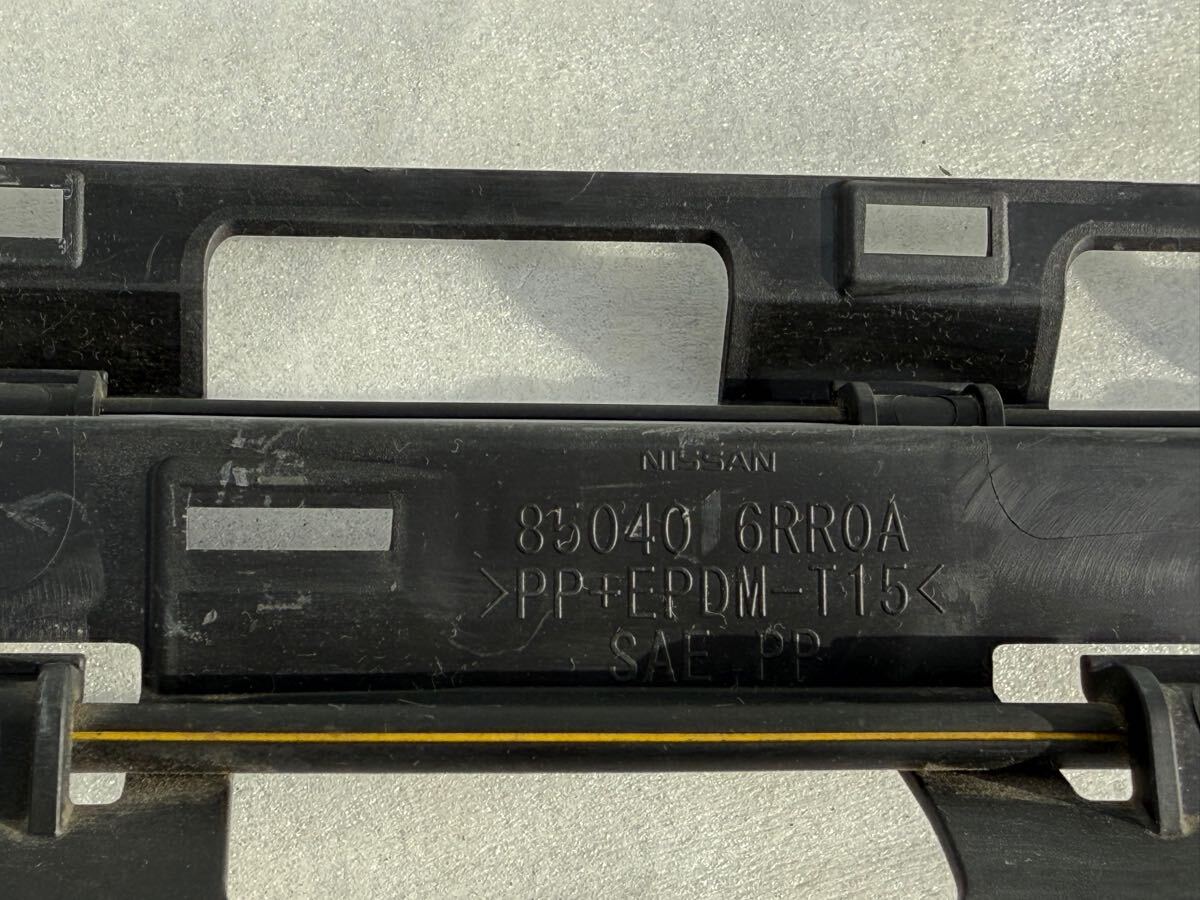 NISSAN
85040 6RR0A
>PP+EPDM-T15<
SAE PP